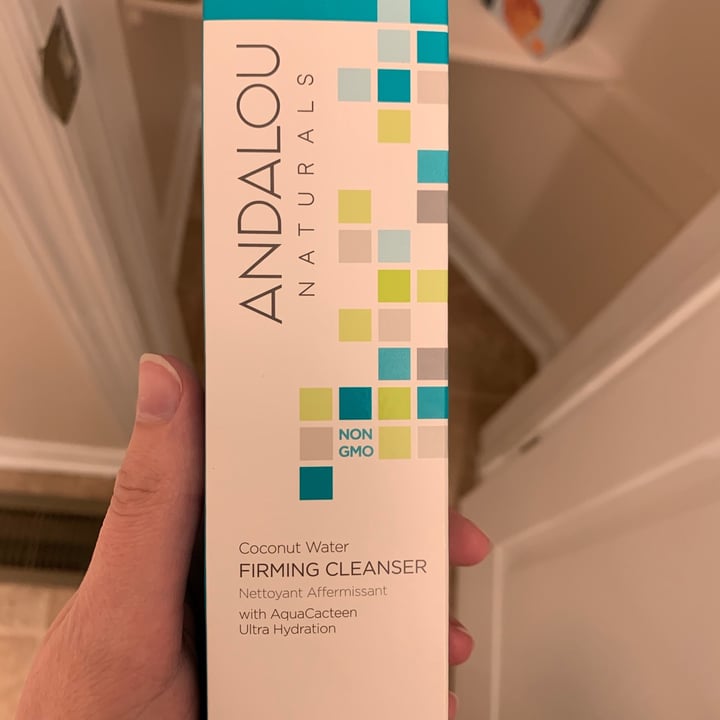 ANDALOU
NATURALS
NON
GMO
Coconut Water
FIRMING CLEANSER
Nettoyant Affermissant
with AquaCacteen
Ultra Hydration